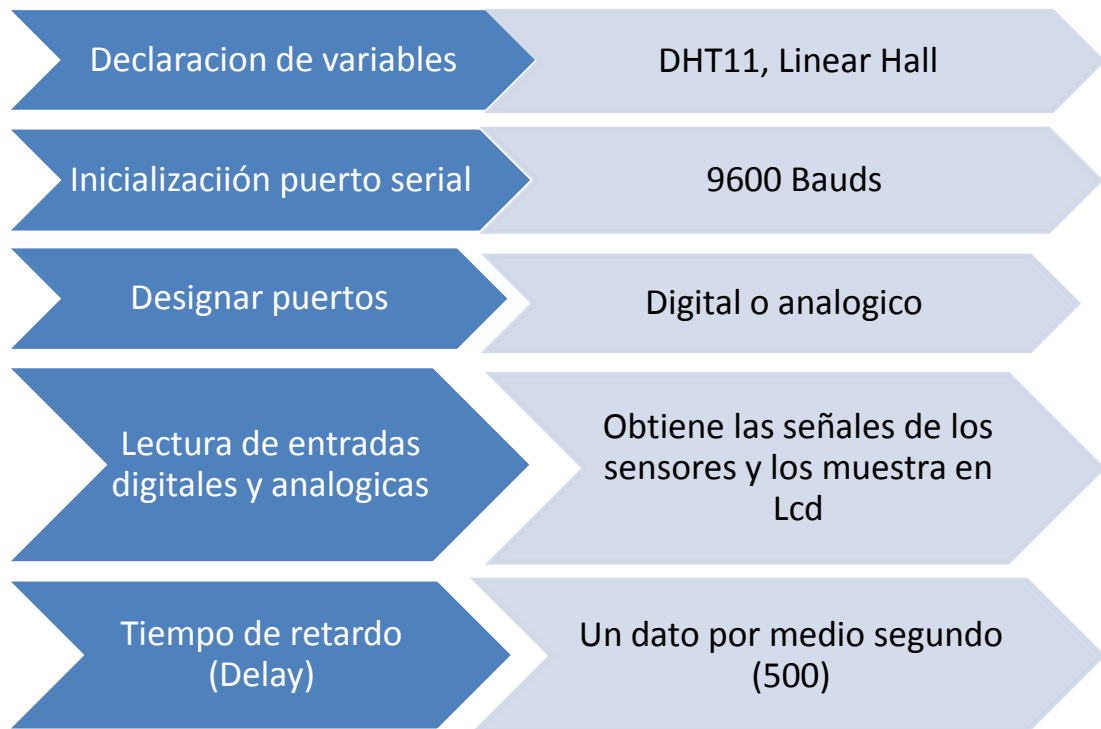 Declaracion de variables
DHT11, Linear Hall
Inicializaciión puerto serial
9600 Bauds
Designar puertos
Digital o analogico
Lectura de entradas
digitales y analogicas
Obtiene las señales de los
sensores y los muestra en
Lcd
Tiempo de retardo
(Delay)
Un dato por medio segundo
(500)